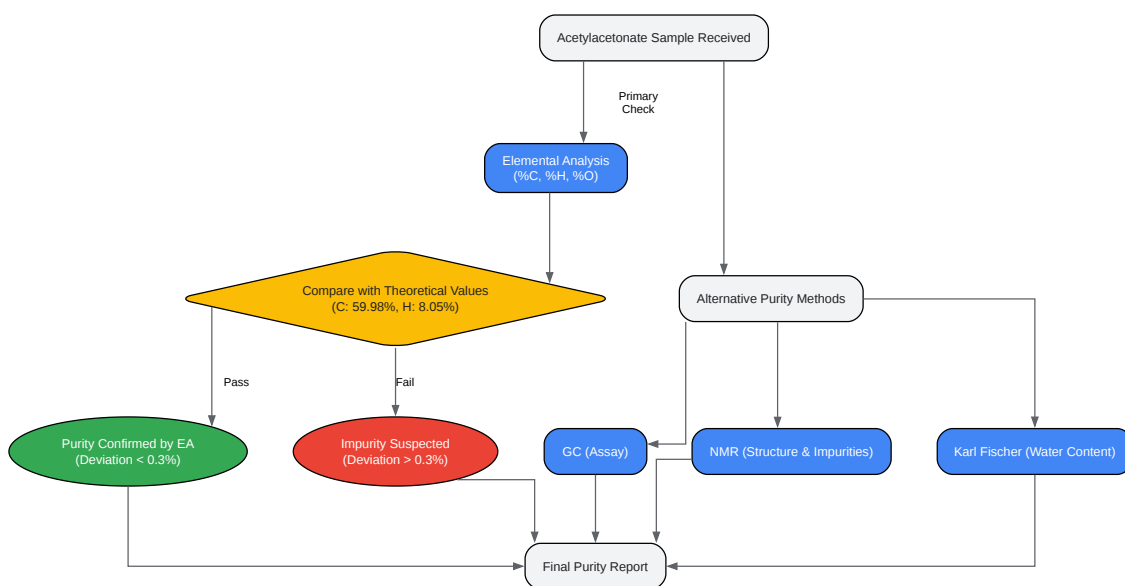 Acetylacetonate Sample Received
Primary
Check
Elemental Analysis
(%C, %H, %O)
Compare with Theoretical Values
(C: 59.98%, H: 8.05%)
Alternative Purity Methods
Pass
Fail
Purity Confirmed by EA
(Deviation < 0.3%)
Impurity Suspected
(Deviation > 0.3%)
GC (Assay)
NMR (Structure & Impurities)
Karl Fischer (Water Content)
Final Purity Report